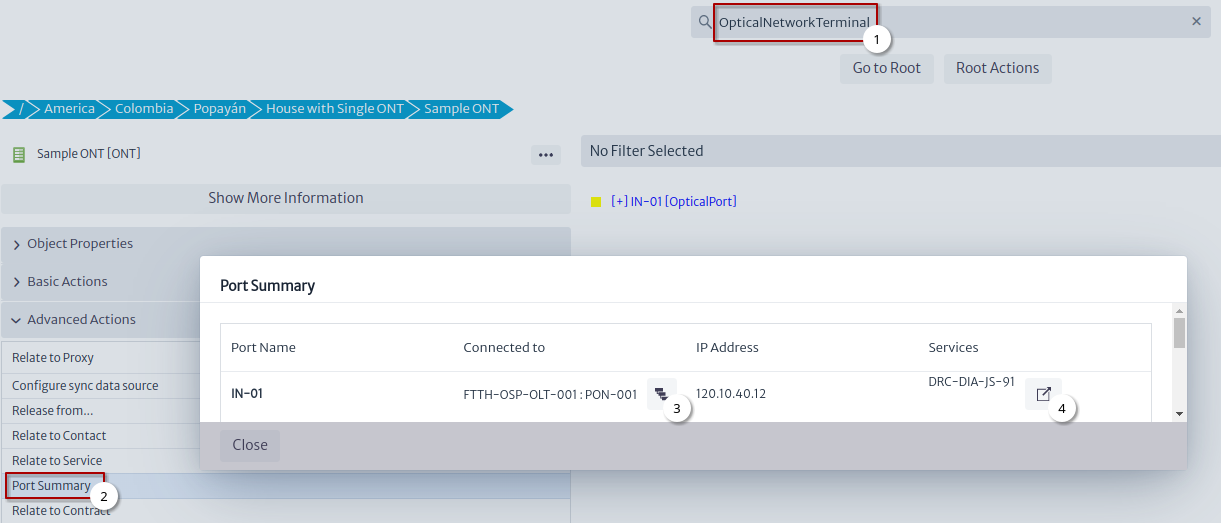 OpticalNetworkTerminal
1
Go to Root Root Actions
/ America Colombia Popayán House with Single ONT Sample ONT
Sample ONT [ONT]
No Filter Selected
Show More Information
[+] IN-01 [OpticalPort]
Object Properties
Basic Actions
Advanced Actions
Relate to Proxy
Configure sync data source
Release from...
Relate to Contact
Relate to Service
Port Summary
2
Relate to Contract
Port Summary
Port Name Connected to IP Address Services
IN-01 FTTH-OSP-OLT-001 : PON-001 120.10.40.12 DRC-DIA-JS-91
3 4
Close